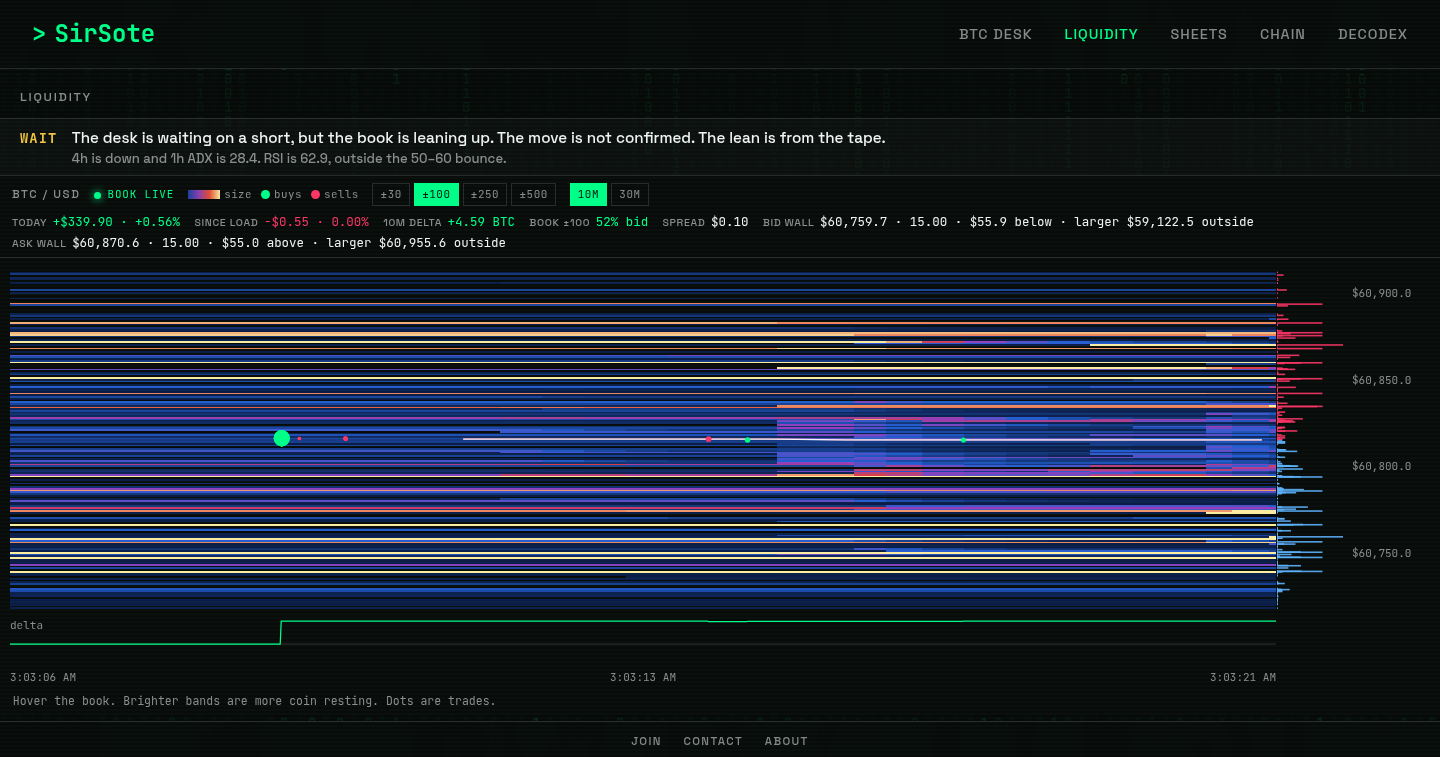 > SirSote
BTC DESK LIQUIDITY SHEETS CHAIN DECODEX
LIQUIDITY
WAIT The desk is waiting on a short, but the book is leaning up. The move is not confirmed. The lean is from the tape.
4h is down and 1h ADX is 28.4. RSI is 62.9, outside the 50–60 bounce.
BTC / USD BOOK LIVE size buys sells ±30 ±100 ±250 ±500 10M 30M
TODAY +$339.90 · +0.56% SINCE LOAD -$0.55 · 0.00% 10M DELTA +4.59 BTC BOOK ±100 52% bid SPREAD $0.10 BID WALL $60,759.7 · 15.00 · $55.9 below · larger $59,122.5 outside
ASK WALL $60,870.6 · 15.00 · $55.0 above · larger $60,955.6 outside
$60,900.0
$60,850.0
$60,800.0
$60,750.0
delta
3:03:06 AM 3:03:13 AM 3:03:21 AM
Hover the book. Brighter bands are more coin resting. Dots are trades.
JOIN CONTACT ABOUT